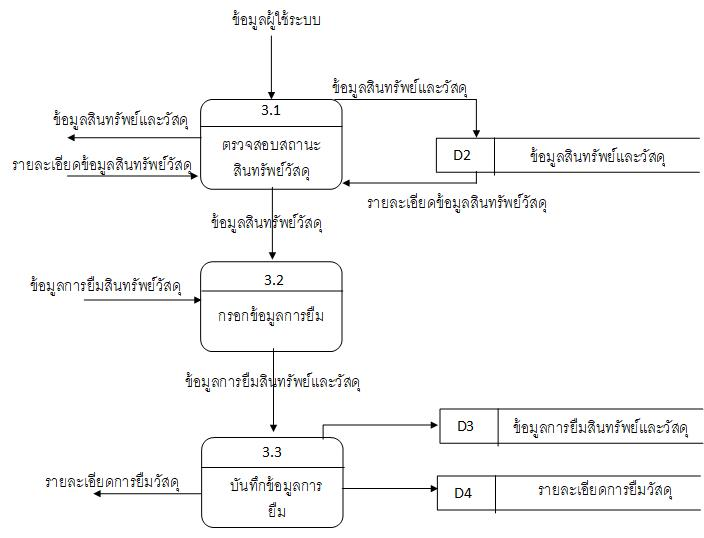 ข้อมูลผู้ใช้ระบบ
ข้อมูลสินทรัพย์และวัสดุ
3.1
ข้อมูลสินทรัพย์และวัสดุ
ตรวจสอบสถานะ
สินทรัพย์วัสดุ
D2
ข้อมูลสินทรัพย์และวัสดุ
รายละเอียดข้อมูลสินทรัพย์วัสดุ
รายละเอียดข้อมูลสินทรัพย์วัสดุ
ข้อมูลสินทรัพย์วัสดุ
3.2
ข้อมูลการยืมสินทรัพย์วัสดุ
กรอกข้อมูลการยืม
ข้อมูลการยืมสินทรัพย์และวัสดุ
D3
ข้อมูลการยืมสินทรัพย์และวัสดุ
3.3
รายละเอียดการยืมวัสดุ
บันทึกข้อมูลการ
ยืม
D4
รายละเอียดการยืมวัสดุ